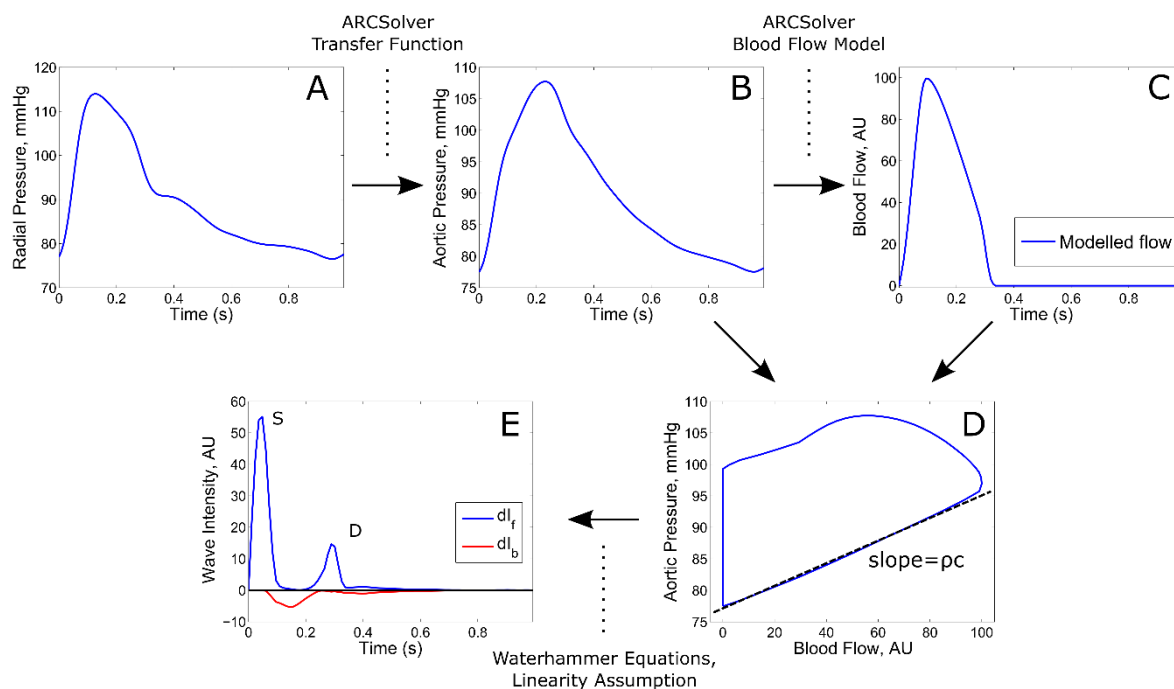 ARCSolver
Transfer Function
ARCSolver
Blood Flow Model
A
Radial Pressure, mmHg
120
110
100
90
80
70
0
0.2
0.4
0.6
0.8
Time (s)
B
Aortic Pressure, mmHg
110
105
100
95
90
85
80
75
0
0.2
0.4
0.6
0.8
Time (s)
C
Blood Flow, AU
100
80
60
40
20
0
0
0.2
0.4
0.6
0.8
Time (s)
Modelled flow
E
Wave Intensity, AU
60
50
40
30
20
10
0
−10
0
0.2
0.4
0.6
0.8
Time (s)
S
D
dIf
dIb
D
Aortic Pressure, mmHg
110
105
100
95
90
85
80
75
0
20
40
60
80
100
Blood Flow, AU
slope=ρc
Waterhammer Equations,
Linearity Assumption